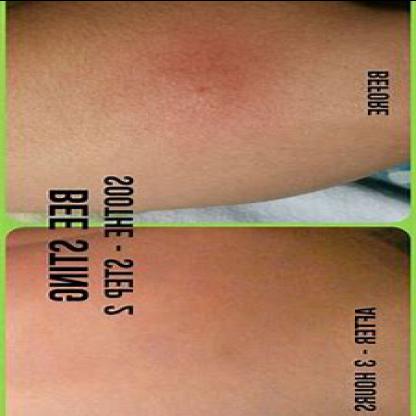 BEE STING
SOOTHE - STEP 2
BEFORE
AFTER - 3 HOURS